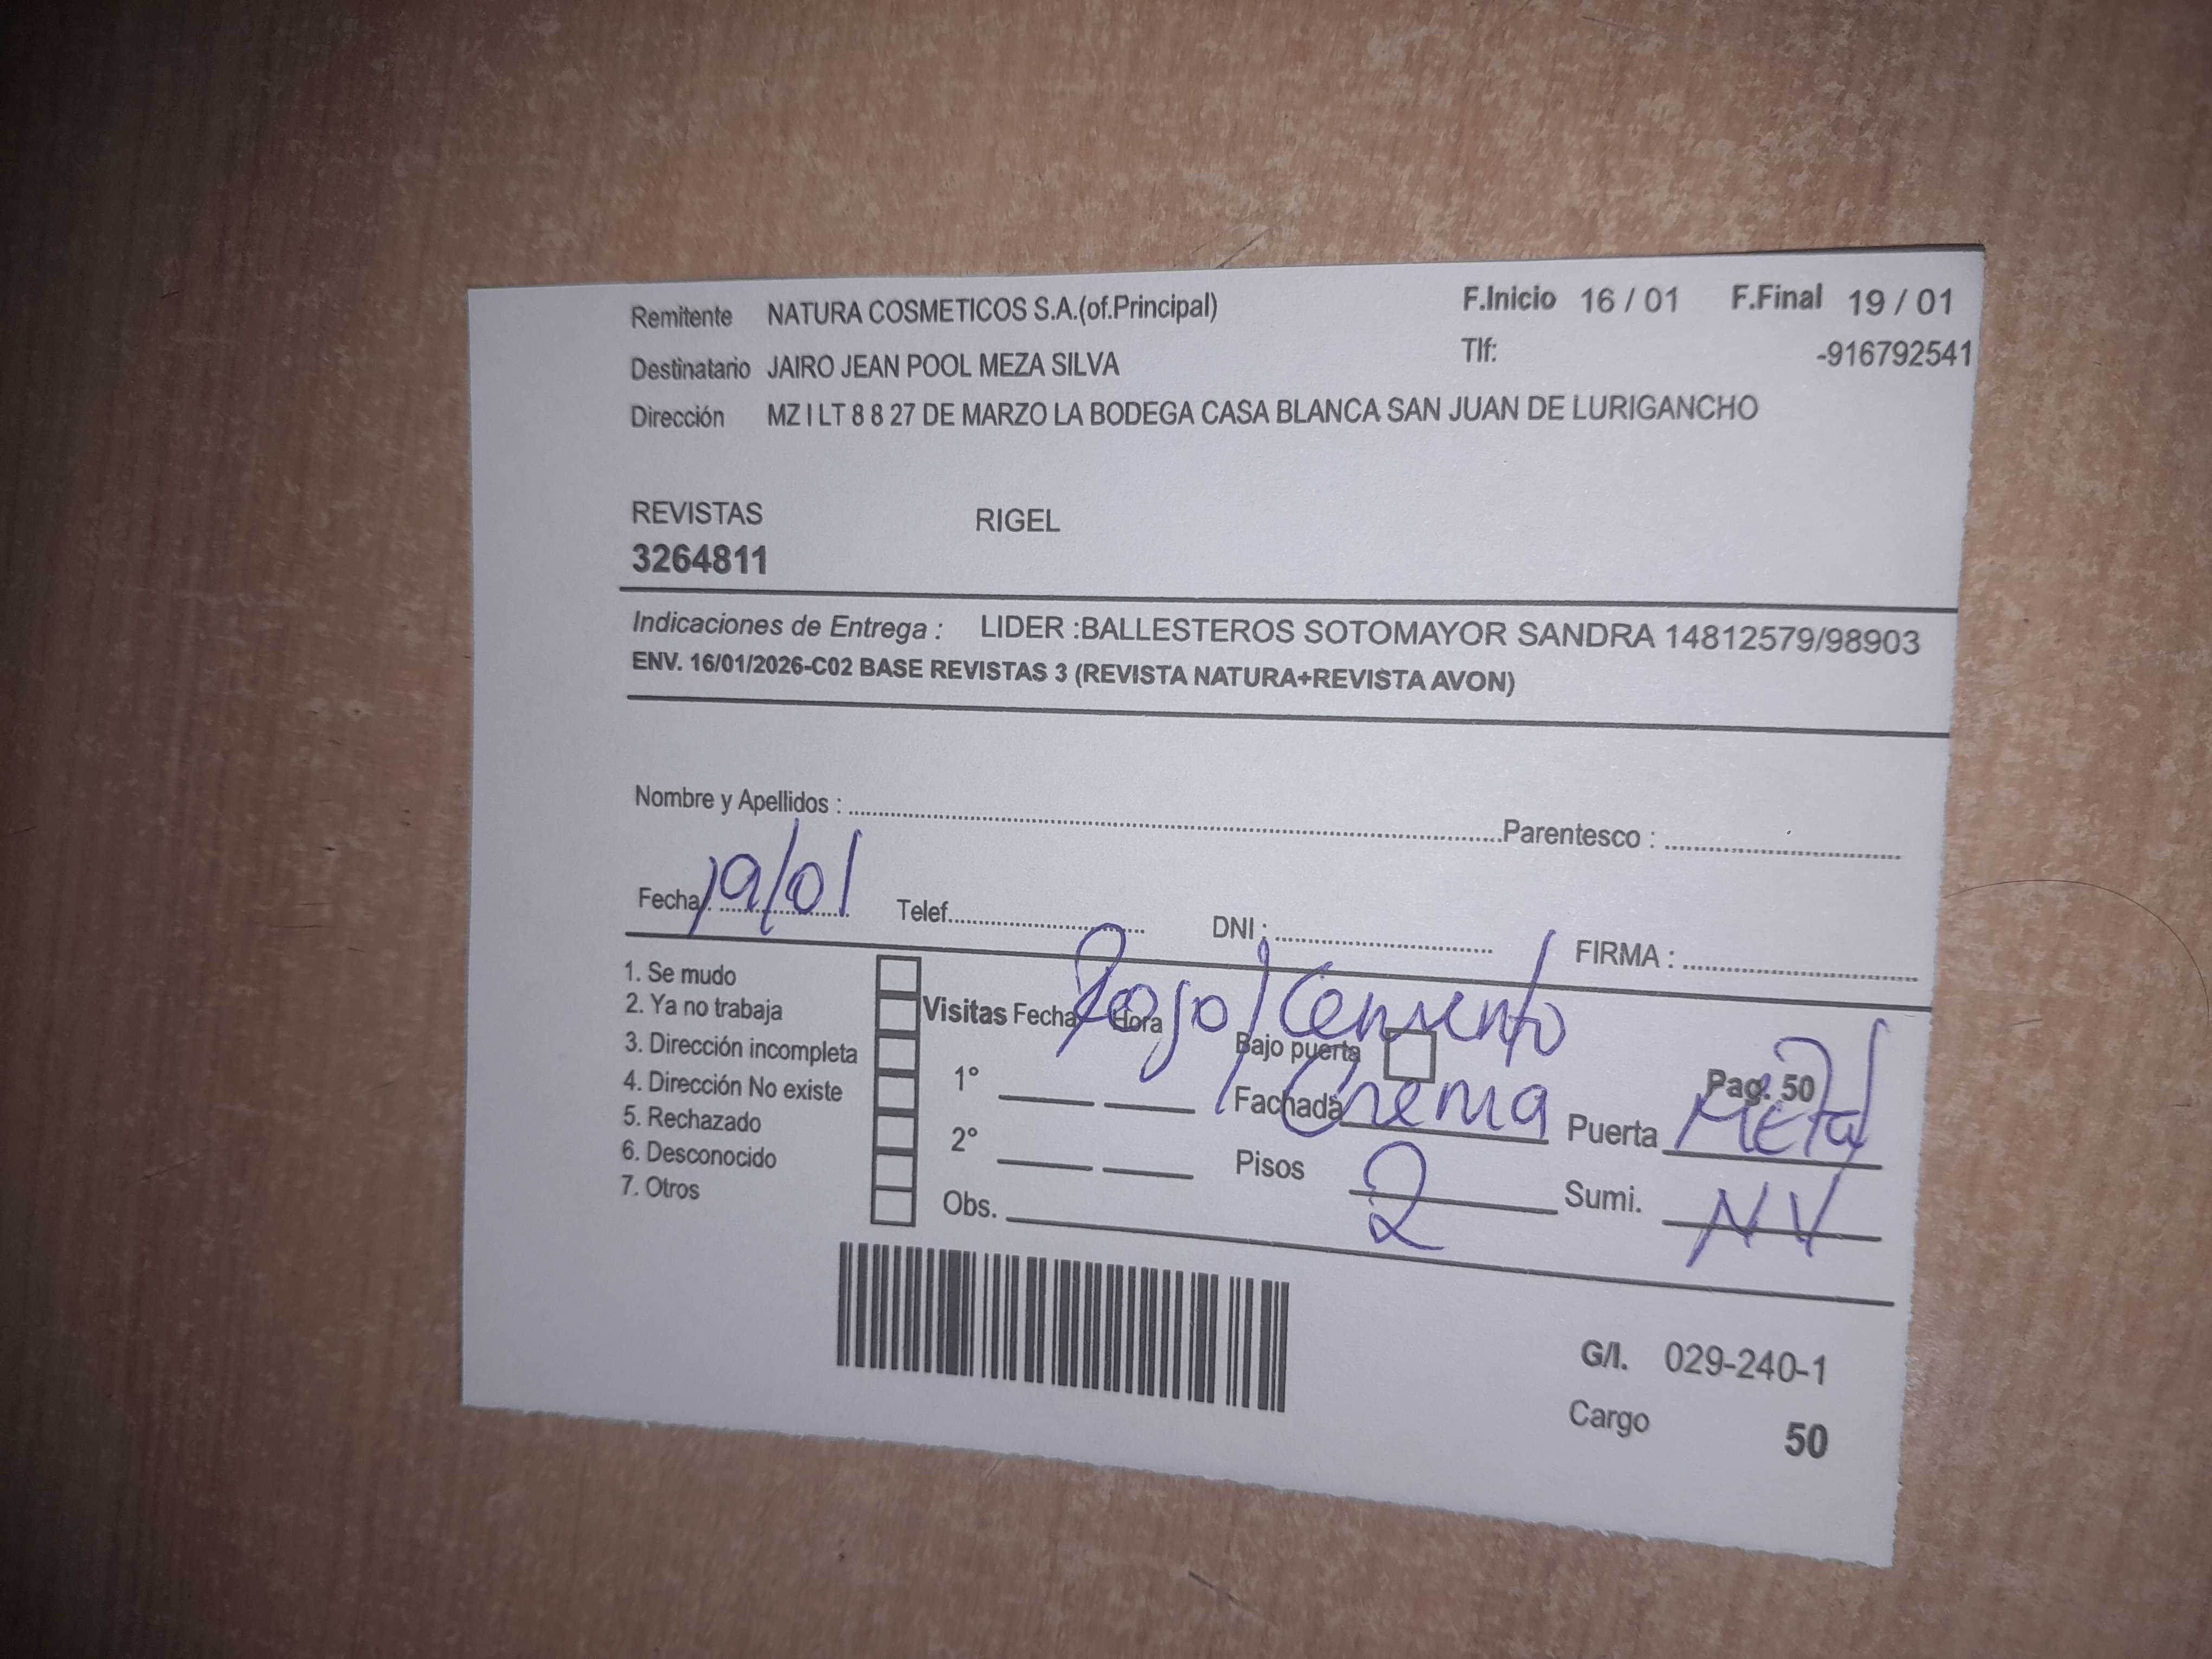 Remitente NATURA COSMETICOS S.A.(of.Principal) F.Inicio 16 / 01 F.Final 19 / 01
Destinatario JAIRO JEAN POOL MEZA SILVA Tlf: -916792541
Dirección MZ I LT 8 8 27 DE MARZO LA BODEGA CASA BLANCA SAN JUAN DE LURIGANCHO
REVISTAS RIGEL
3264811
Indicaciones de Entrega : LIDER :BALLESTEROS SOTOMAYOR SANDRA 14812579/98903
ENV. 16/01/2026-C02 BASE REVISTAS 3 (REVISTA NATURA+REVISTA AVON)
Nombre y Apellidos : Parentesco :
Fecha : 19/01 Telef. DNI : FIRMA :
1. Se mudo
2. Ya no trabaja
3. Dirección incompleta
4. Dirección No existe
5. Rechazado
6. Desconocido
7. Otros
Visitas Fecha Hora
Rojo/Cemento/
Bajo puerta Pag. 50
1° /Fachada Crema Puerta Metal
2° Pisos 2 Sumi. NV
Obs.
G/I. 029-240-1
Cargo 50